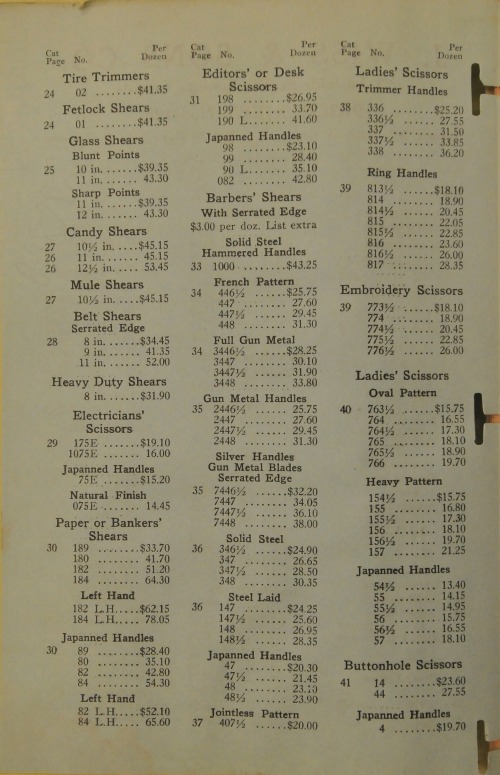 Cat Page No. Per Dozen
Tire Trimmers
24 02 ........$41.35
Fetlock Shears
24 01 ........$41.35
Glass Shears
Blunt Points
25 10 in.......$39.35
11 in....... 43.30
Sharp Points
11 in.......$39.35
12 in....... 43.30
Candy Shears
27 10½ in. ....$45.15
26 11 in....... 45.15
26 12½ in. .... 53.45
Mule Shears
27 10½ in. ....$45.15
Belt Shears
Serrated Edge
28 8 in.......$34.45
9 in....... 41.35
11 in....... 52.00
Heavy Duty Shears
8 in.......$31.90
Electricians'
Scissors
29 175E ........$19.10
1075E ........ 16.00
Japanned Handles
75E ........$15.20
Natural Finish
075E ........ 14.45
Paper or Bankers'
Shears
30 189 ........$33.70
180 ........ 41.70
182 ........ 51.20
184 ........ 64.30
Left Hand
182 L.H.....$62.15
184 L.H..... 78.05
Japanned Handles
30 89 ........$28.40
80 ........ 35.10
82 ........ 42.80
84 ........ 54.30
Left Hand
82 L.H.....$52.10
84 L.H..... 65.60
Cat Page No. Per Dozen
Editors' or Desk
Scissors
31 198 ........$26.95
199 ........ 33.70
190 L....... 41.60
Japanned Handles
98 ........$23.10
99 ........ 28.40
90 L....... 35.10
082 ........ 42.80
Barbers' Shears
With Serrated Edge
$3.00 per doz. List extra
Solid Steel
Hammered Handles
33 1000 ........$43.25
French Pattern
34 446½ ......$25.75
447 ........ 27.60
447½ ...... 29.45
448 ........ 31.30
Full Gun Metal
34 3446½ ......$28.25
3447 ...... 30.10
3447½ ...... 31.90
3448 ...... 33.80
Gun Metal Handles
35 2446½ ...... 25.75
2447 ...... 27.60
2447½ ...... 29.45
2448 ...... 31.30
Silver Handles
Gun Metal Blades
Serrated Edge
35 7446½ ......$32.20
7447 ...... 34.05
7447½ ...... 36.10
7448 ...... 38.00
Solid Steel
36 346½ ......$24.90
347 ........ 26.65
347½ ...... 28.50
348 ........ 30.35
Steel Laid
36 147 ........$24.25
147½ ...... 25.60
148 ........ 26.95
148½ ...... 28.35
Japanned Handles
47 ........$20.30
47½ ...... 21.45
48 ........ 23.10
48½ ...... 23.90
Jointless Pattern
37 407½ ......$20.00
Cat Page No. Per Dozen
Ladies' Scissors
Trimmer Handles
38 336 ........$25.20
336½ ...... 27.55
337 ........ 31.50
337½ ...... 33.85
338 ........ 36.20
Ring Handles
39 813½ ......$18.10
814 ........ 18.90
814½ ...... 20.45
815 ........ 22.05
815½ ...... 22.85
816 ........ 23.60
816½ ...... 26.00
817 ........ 28.35
Embroidery Scissors
39 773½ ......$18.10
774 ........ 18.90
774½ ...... 20.45
775½ ...... 22.85
776½ ...... 26.00
Ladies' Scissors
Oval Pattern
40 763½ ......$15.75
764 ........ 16.55
764½ ...... 17.30
765 ........ 18.10
765½ ...... 18.90
766 ........ 19.70
Heavy Pattern
154½ ......$15.75
155 ........ 16.80
155½ ...... 17.30
156 ........ 18.10
156½ ...... 19.70
157 ........ 21.25
Japanned Handles
54½ ...... 13.40
55 ........ 14.15
55½ ...... 14.95
56 ........ 15.75
56½ ...... 16.55
57 ........ 18.10
Buttonhole Scissors
41 14 ........$23.60
44 ........ 27.55
Japanned Handles
4 ........$19.70